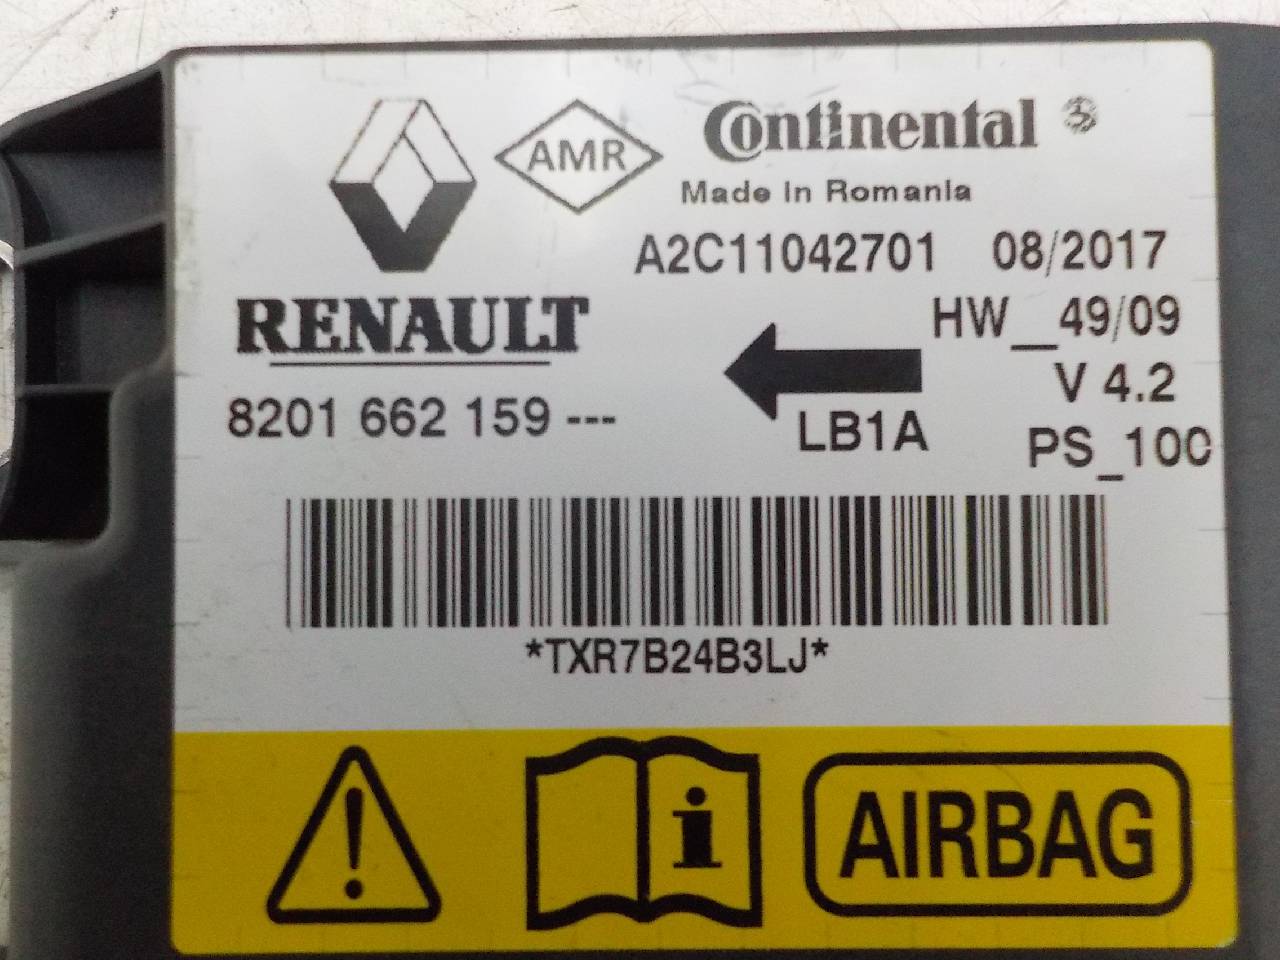 AMR
Continental
Made In Romania
A2C11042701 08/2017
RENAULT
HW_49/09
V 4.2
8201 662 159 ---
LB1A
PS_100
*TXR7B24B3LJ*
AIRBAG